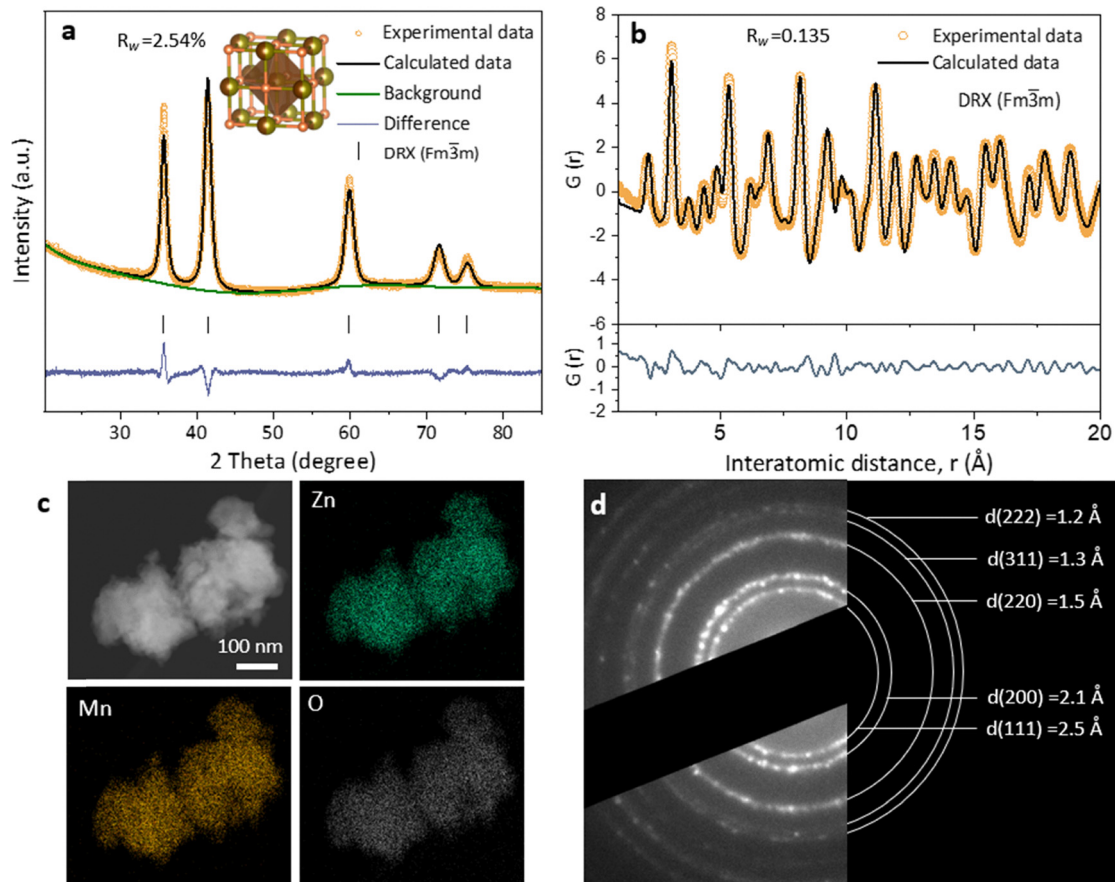 a
R_w=2.54%
Experimental data
Calculated data
Background
Difference
DRX (Fm3̅m)
Intensity (a.u.)
30 40 50 60 70 80
2 Theta (degree)
b
R_w=0.135
Experimental data
Calculated data
DRX (Fm3̅m)
G (r)
8
6
4
2
0
-2
-4
-6
G (r)
1
0
-1
-2
5 10 15 20
Interatomic distance, r (Å)
c
100 nm
Zn
Mn
O
d
d(222) =1.2 Å
d(311) =1.3 Å
d(220) =1.5 Å
d(200) =2.1 Å
d(111) =2.5 Å